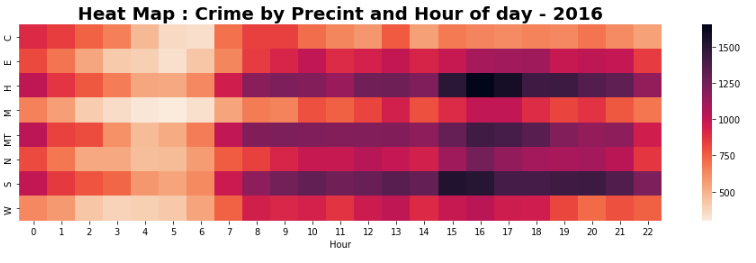 Heat Map : Crime by Precint and Hour of day - 2016
C
E
H
M
MT
N
S
W
0 1 2 3 4 5 6 7 8 9 10 11 12 13 14 15 16 17 18 19 20 21 22
Hour
1500
1250
1000
750
500